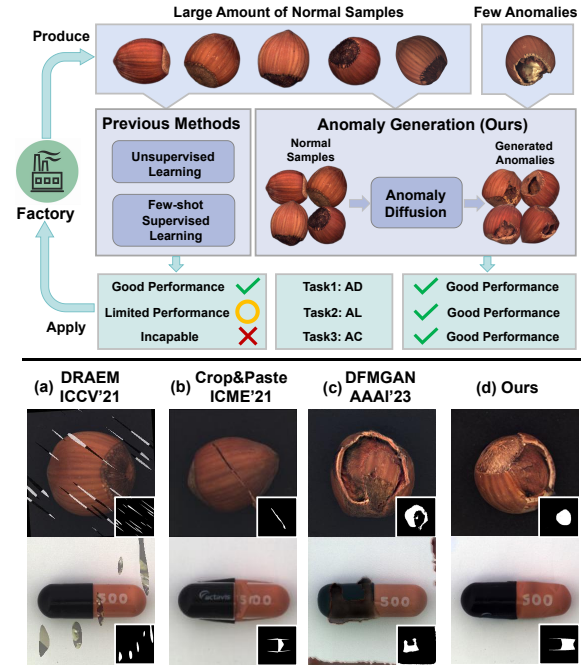 Large Amount of Normal Samples
Few Anomalies
Produce
Previous Methods
Unsupervised
Learning
Few-shot
Supervised
Learning
Anomaly Generation (Ours)
Normal
Samples
Anomaly
Diffusion
Generated
Anomalies
Factory
Apply
Good Performance
Limited Performance
Incapable
Task1: AD
Task2: AL
Task3: AC
Good Performance
Good Performance
Good Performance
(a) DRAEM
ICCV'21
(b) Crop&Paste
ICME'21
(c) DFMGAN
AAAI'23
(d) Ours
500
500
500